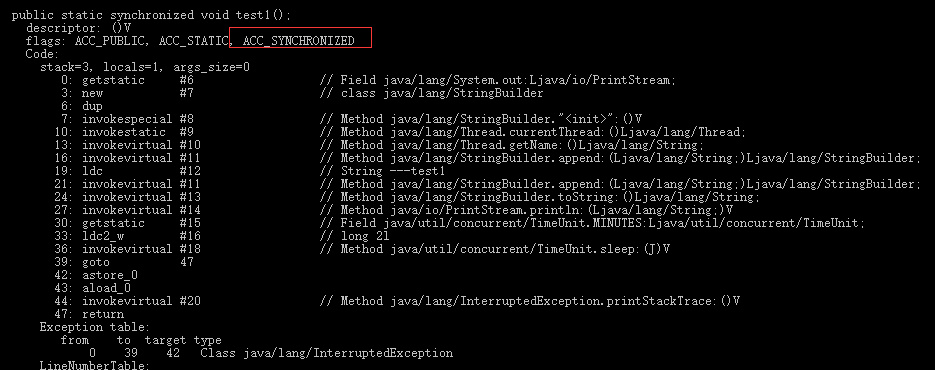 public static synchronized void test1();
descriptor: ()V
flags: ACC_PUBLIC, ACC_STATIC, ACC_SYNCHRONIZED
Code:
stack=3, locals=1, args_size=0
0: getstatic #6 // Field java/lang/System.out:Ljava/io/PrintStream;
3: new #7 // class java/lang/StringBuilder
6: dup
7: invokespecial #8 // Method java/lang/StringBuilder."<init>":()V
10: invokestatic #9 // Method java/lang/Thread.currentThread:()Ljava/lang/Thread;
13: invokevirtual #10 // Method java/lang/Thread.getName:()Ljava/lang/String;
16: invokevirtual #11 // Method java/lang/StringBuilder.append:(Ljava/lang/String;)Ljava/lang/StringBuilder;
19: ldc #12 // String ---test1
21: invokevirtual #11 // Method java/lang/StringBuilder.append:(Ljava/lang/String;)Ljava/lang/StringBuilder;
24: invokevirtual #13 // Method java/lang/StringBuilder.toString:()Ljava/lang/String;
27: invokevirtual #14 // Method java/io/PrintStream.println:(Ljava/lang/String;)V
30: getstatic #15 // Field java/util/concurrent/TimeUnit.MINUTES:Ljava/util/concurrent/TimeUnit;
33: ldc2_w #16 // long 2l
36: invokevirtual #18 // Method java/util/concurrent/TimeUnit.sleep:(J)V
39: goto 47
42: astore_0
43: aload_0
44: invokevirtual #20 // Method java/lang/InterruptedException.printStackTrace:()V
47: return
Exception table:
from to target type
0 39 42 Class java/lang/InterruptedException
LineNumberTable: